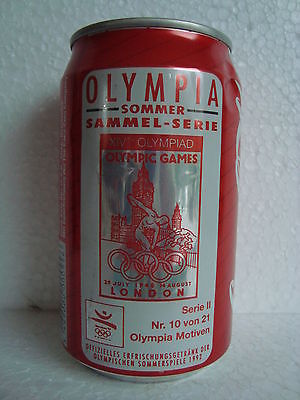 OLYMPIA
SOMMER
SAMMEL-SERIE
XIVTH OLYMPIAD
OLYMPIC GAMES
29 JULY 1948 14 AUGUST
LONDON
Serie II
Nr. 10 von 21
Olympia Motiven
OFFIZIELLES ERFRISCHUNGSGETRÄNK DER
OLYMPISCHEN SOMMERSPIELE 1992